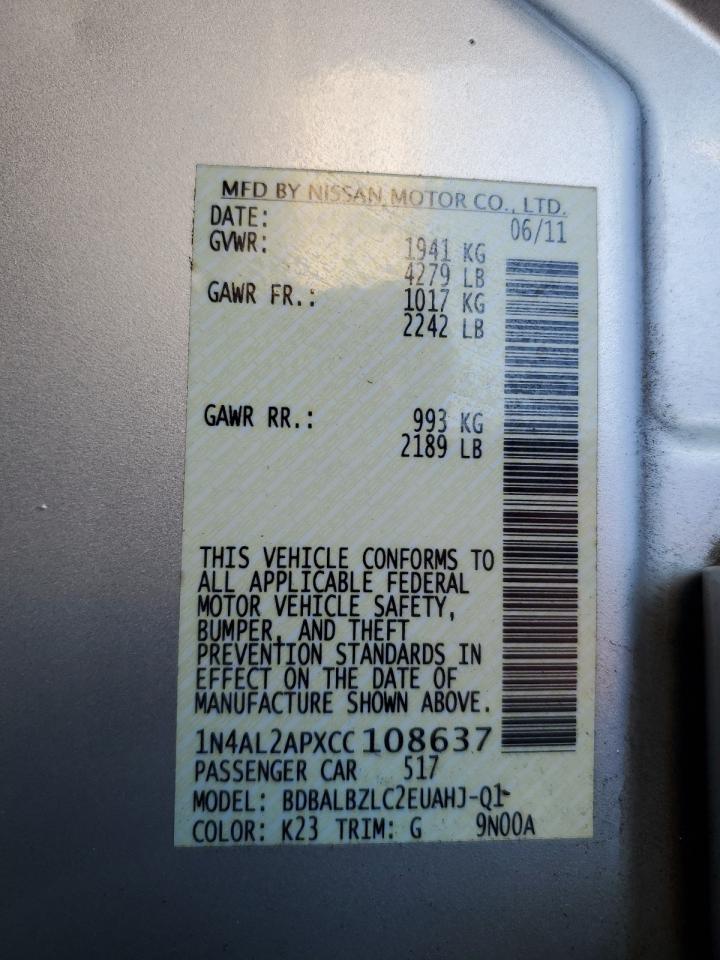 MFD BY NISSAN MOTOR CO., LTD.
DATE: 06/11
GVWR: 1941 KG
4279 LB
GAWR FR.: 1017 KG
2242 LB
GAWR RR.: 993 KG
2189 LB
THIS VEHICLE CONFORMS TO
ALL APPLICABLE FEDERAL
MOTOR VEHICLE SAFETY,
BUMPER, AND THEFT
PREVENTION STANDARDS IN
EFFECT ON THE DATE OF
MANUFACTURE SHOWN ABOVE.
1N4AL2APXCC108637
PASSENGER CAR 517
MODEL: BDBALBZLC2EUAHJ-Q1-
COLOR: K23 TRIM: G 9N00A